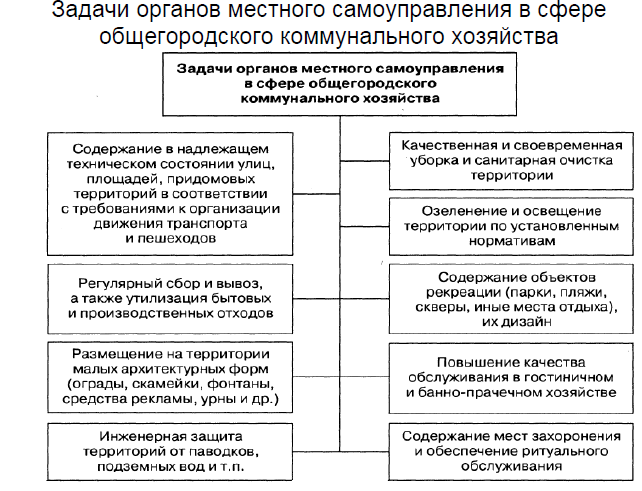 Задачи органов местного самоуправления в сфере
общегородского коммунального хозяйства
Задачи органов местного самоуправления
в сфере общегородского
коммунального хозяйства
Содержание в надлежащем
техническом состоянии улиц,
площадей, придомовых
территорий в соответствии
с требованиями к организации
движения транспорта
и пешеходов
Качественная и своевременная
уборка и санитарная очистка
территории
Озеленение и освещение
территории по установленным
нормативам
Регулярный сбор и вывоз,
а также утилизация бытовых
и производственных отходов
Содержание объектов
рекреации (парки, пляжи,
скверы, иные места отдыха),
их дизайн
Размещение на территории
малых архитектурных форм
(ограды, скамейки, фонтаны,
средства рекламы, урны и др.)
Повышение качества
обслуживания в гостиничном
и банно-прачечном хозяйстве
Инженерная защита
территорий от паводков,
подземных вод и т.п.
Содержание мест захоронения
и обеспечение ритуального
обслуживания